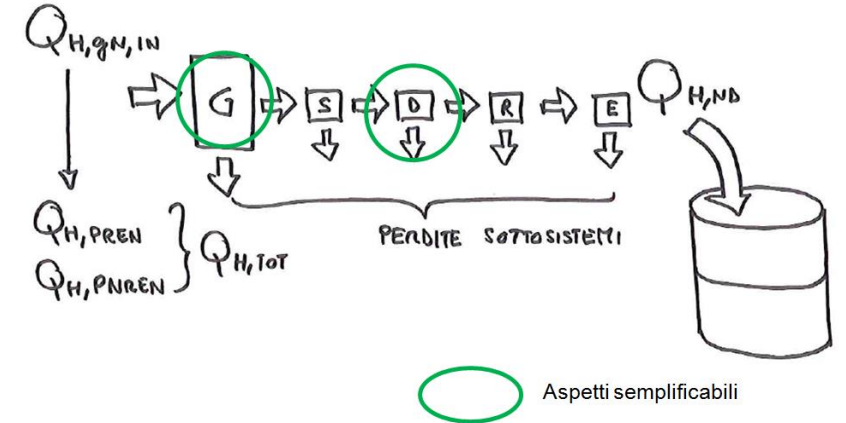 QH,gN,IN
G
S
D
R
E
QH,ND
PERDITE SOTTOSISTEMI
QH,PREN
QH,PNREN
QH,TOT
Aspetti semplificabili